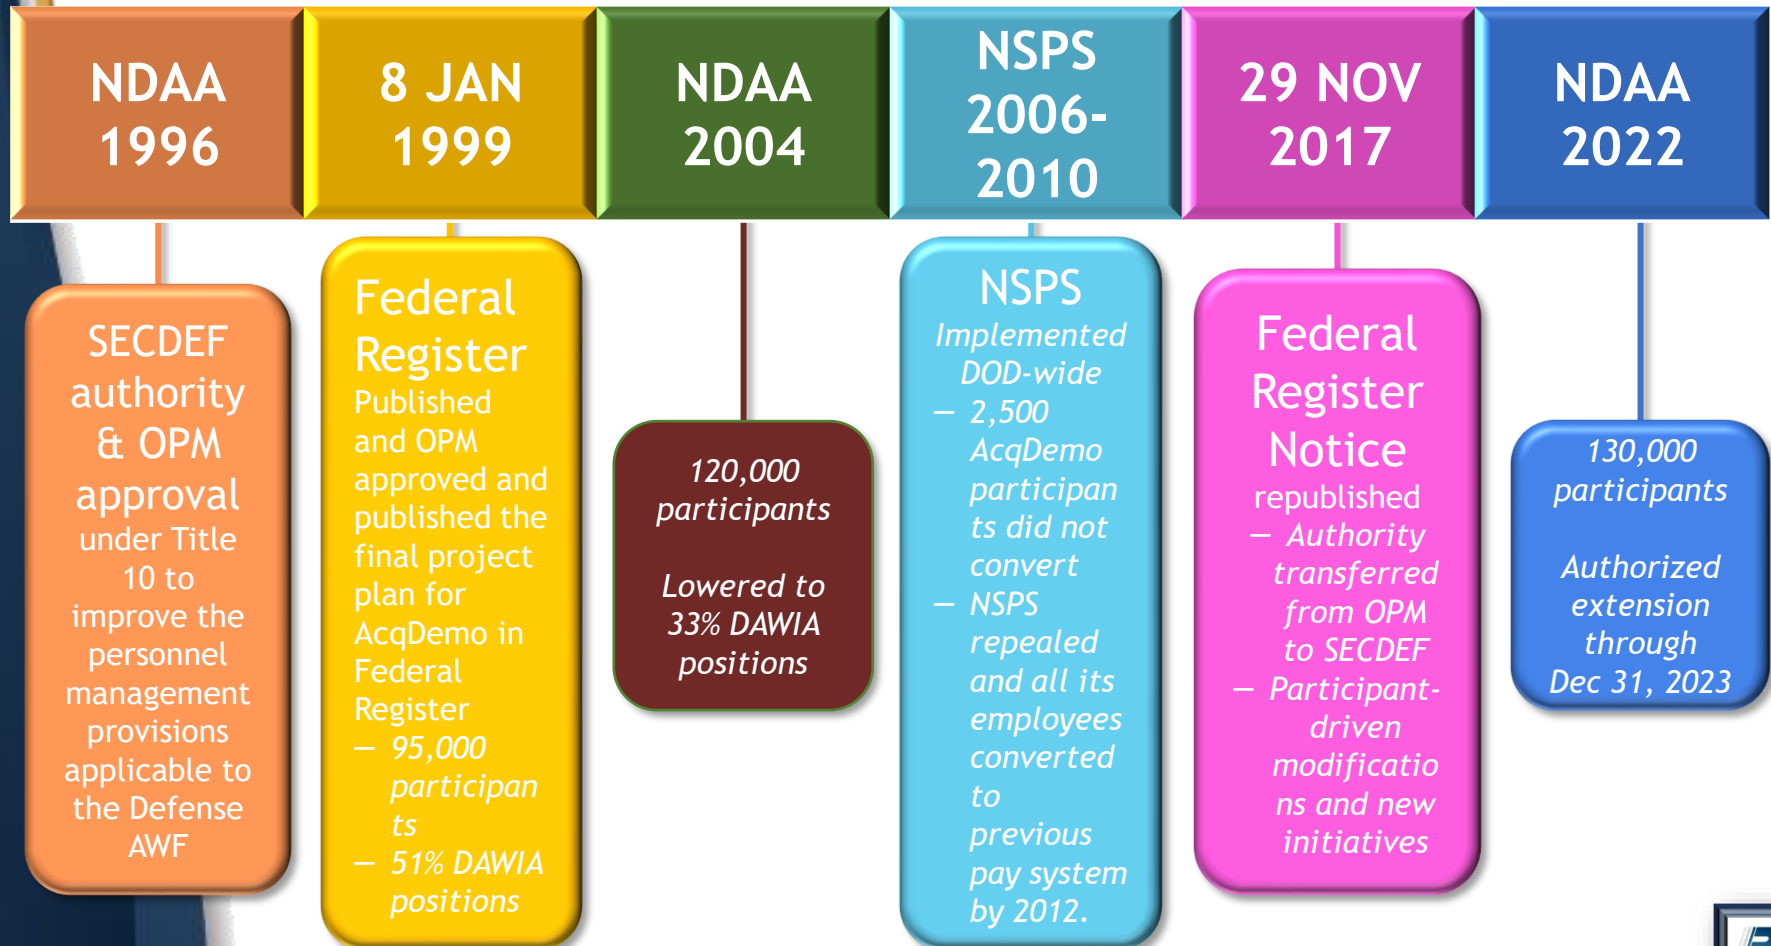 NDAA
1996
8 JAN
1999
NDAA
2004
NSPS
2006-
2010
29 NOV
2017
NDAA
2022
SECDEF
authority
& OPM
approval
under Title
10 to
improve the
personnel
management
provisions
applicable to
the Defense
AWF
Federal
Register
Published
and OPM
approved and
published the
final project
plan for
AcqDemo in
Federal
Register
– 95,000
participan
ts
– 51% DAWIA
positions
120,000
participants
Lowered to
33% DAWIA
positions
NSPS
Implemented
DOD-wide
– 2,500
AcqDemo
participan
ts did not
convert
– NSPS
repealed
and all its
employees
converted
to
previous
pay system
by 2012.
Federal
Register
Notice
republished
– Authority
transferred
from OPM
to SECDEF
– Participant-
driven
modificatio
ns and new
initiatives
130,000
participants
Authorized
extension
through
Dec 31, 2023